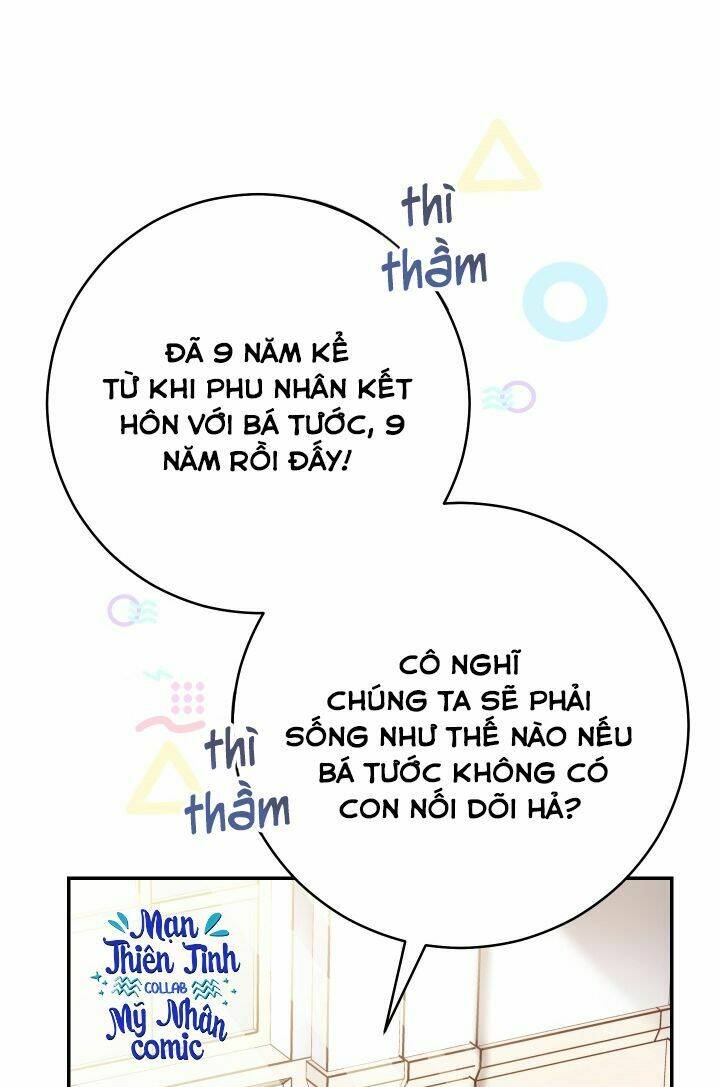 thì
thầm
ĐÃ 9 NĂM KỂ
TỪ KHI PHU NHÂN KẾT
HÔN VỚI BÁ TƯỚC, 9
NĂM RỒI ĐẤY!
CÔ NGHĨ
CHÚNG TA SẼ PHẢI
SỐNG NHƯ THẾ NÀO NẾU
BÁ TƯỚC KHÔNG CÓ
CON NỐI DÕI HẢ?
thì
thầm
Mạn
Thiên Tinh
COLLAB
Mỹ Nhân
comic